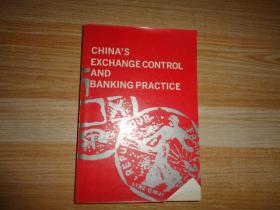 CHINA'S
EXCHANGE CONTROL
AND
BANKING PRACTICE